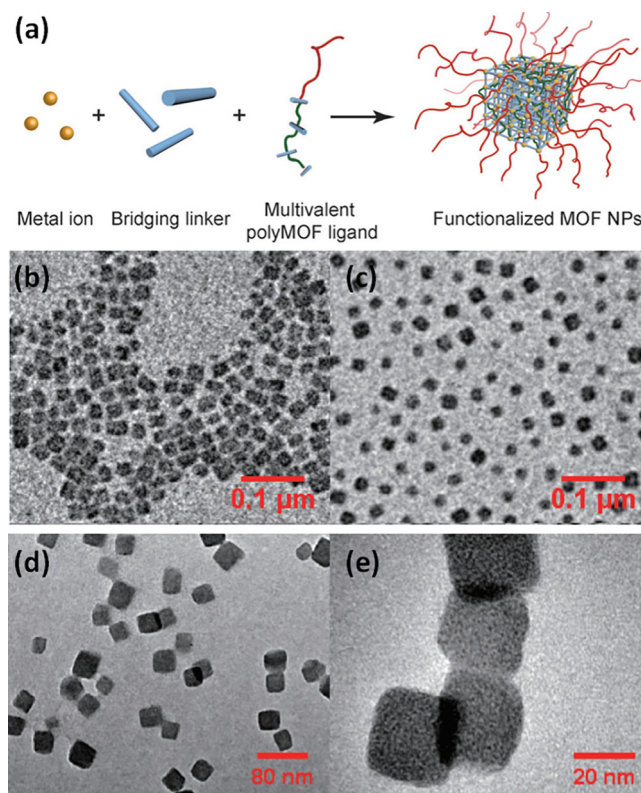 (a)
+
+
Metal ion
Bridging linker
Multivalent
polyMOF ligand
Functionalized MOF NPs
(b)
0.1 μm
(c)
0.1 μm
(d)
80 nm
(e)
20 nm